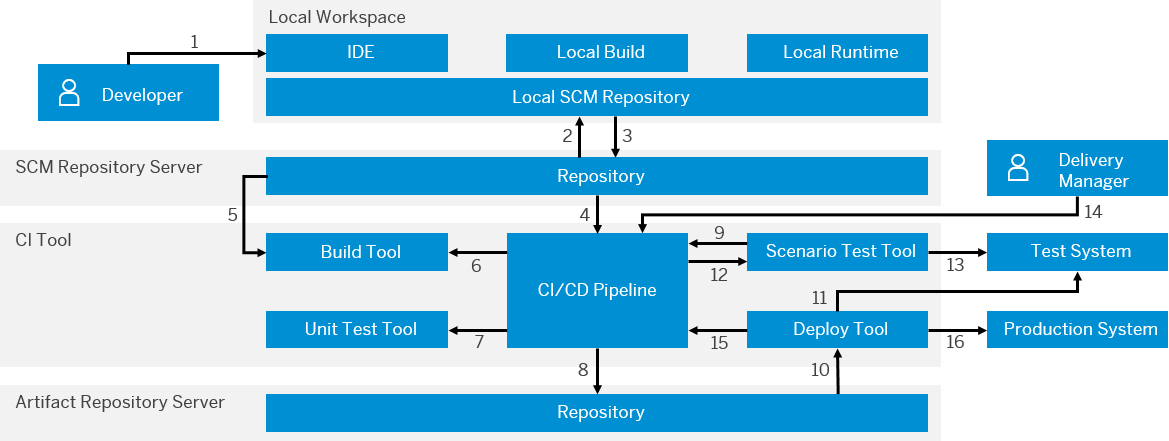 Local Workspace
1
IDE
Local Build
Local Runtime
Developer
Local SCM Repository
2
3
SCM Repository Server
Repository
Delivery
Manager
5
4
14
CI Tool
9
Build Tool
6
CI/CD Pipeline
12
Scenario Test Tool
13
Test System
11
Unit Test Tool
7
15
Deploy Tool
16
Production System
8
10
Artifact Repository Server
Repository